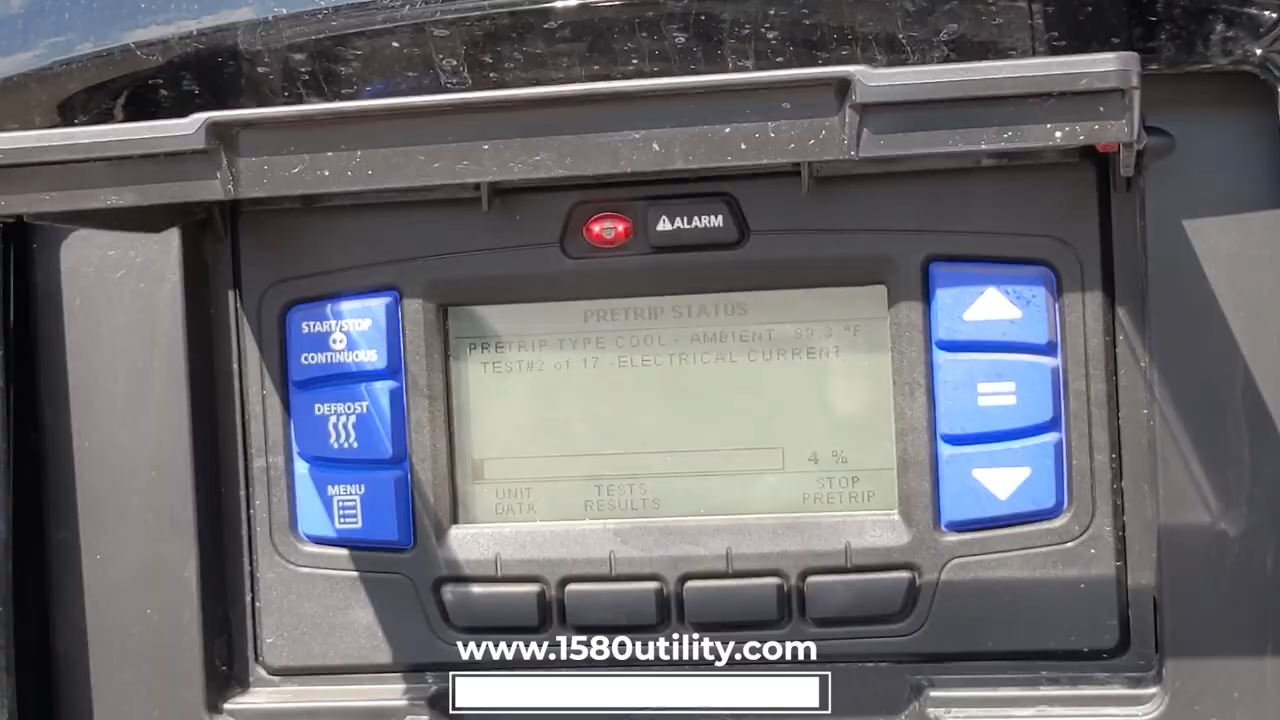 ALARM
START/STOP
CONTINUOUS
DEFROST
MENU
PRETRIP STATUS
PRETRIP TYPE COOL - AMBIENT °F
TEST#2 of 17 -ELECTRICAL CURRENT
4 %
UNIT DATA
TESTS RESULTS
STOP PRETRIP
www.1580utility.com